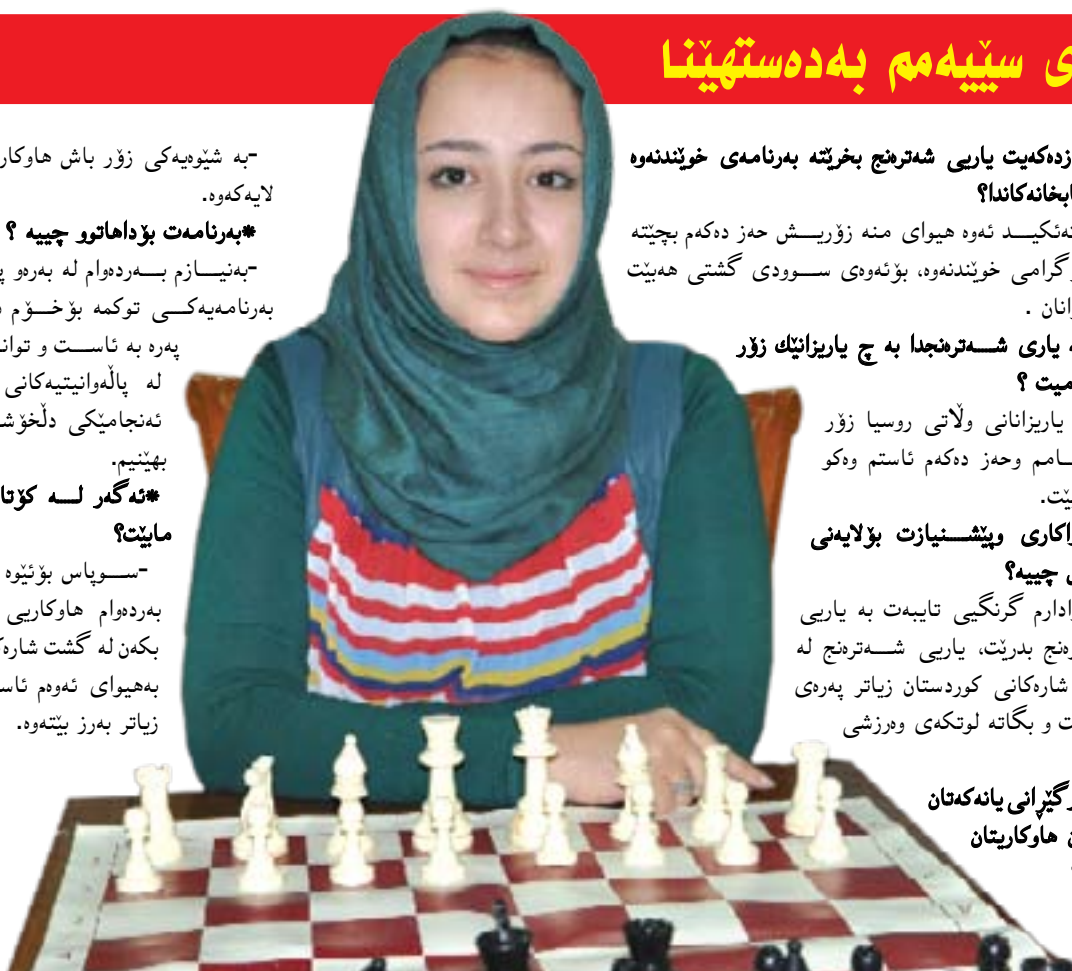 ی سێیەمم بەدەستهێنا
زدەکەیت یاریی شەترەنج بخرێتە بەرنامەی خوێندنەوە
ابخانەکاندا؟
تەئکیـــد ئەوە هیوای منە زۆریـــش حەز دەکەم بچێتە
گرامی خوێندنەوە، بۆئەوەی ســـوودی گشتی هەبێت
انان .
ە یاری شـــەترەنجدا بە چ یاریزانێك زۆر
میت ؟
یاریزانانی وڵاتی روسیا زۆر
ـــامم وحەز دەکەم ئاستم وەکو
بێت.
اکاری وپێشـــنیازت بۆلایەنی
چییە؟
ادارم گرنگیی تایبەت بە یاریی
ەنج بدرێت، یاریی شـــەترەنج لە
شارەکانی کوردستان زیاتر پەرەی
ت و بگاتە لوتکەی وەرزشی
گێڕانی یانەکەتان
هاوکاریتان
-بە شێوەیەکی زۆر باش هاوکار
لایەکەوە.
*بەرنامەت بۆداهاتوو چییە ؟
-بەنیـــازم بـــەردەوام لە بەرەو پ
بەرنامەیەکـــی توکمە بۆخـــۆم د
پەرە بە ئاســـت و توان
لە پاڵەوانیتیەکانی
ئەنجامێکی دڵخۆش
بهێنیم.
*ئەگەر لـــە کۆتا
مابێت؟
-ســـوپاس بۆئێوە
بەردەوام هاوکاریی
بکەن لە گشت شارە
بەهیوای ئەوەم ئاس
زیاتر بەرز بێتەوە.